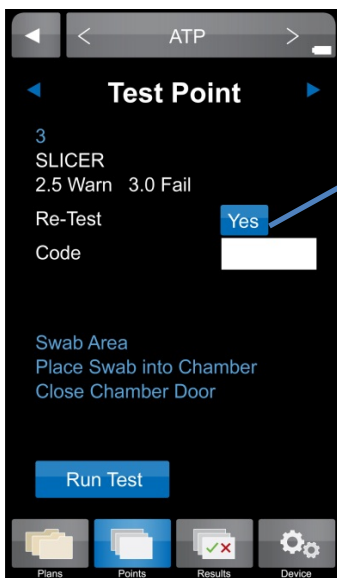 ATP
Test Point
3
SLICER
2.5 Warn 3.0 Fail
Re-Test Yes
Code
Swab Area
Place Swab into Chamber
Close Chamber Door
Run Test
Plans Points Results Device